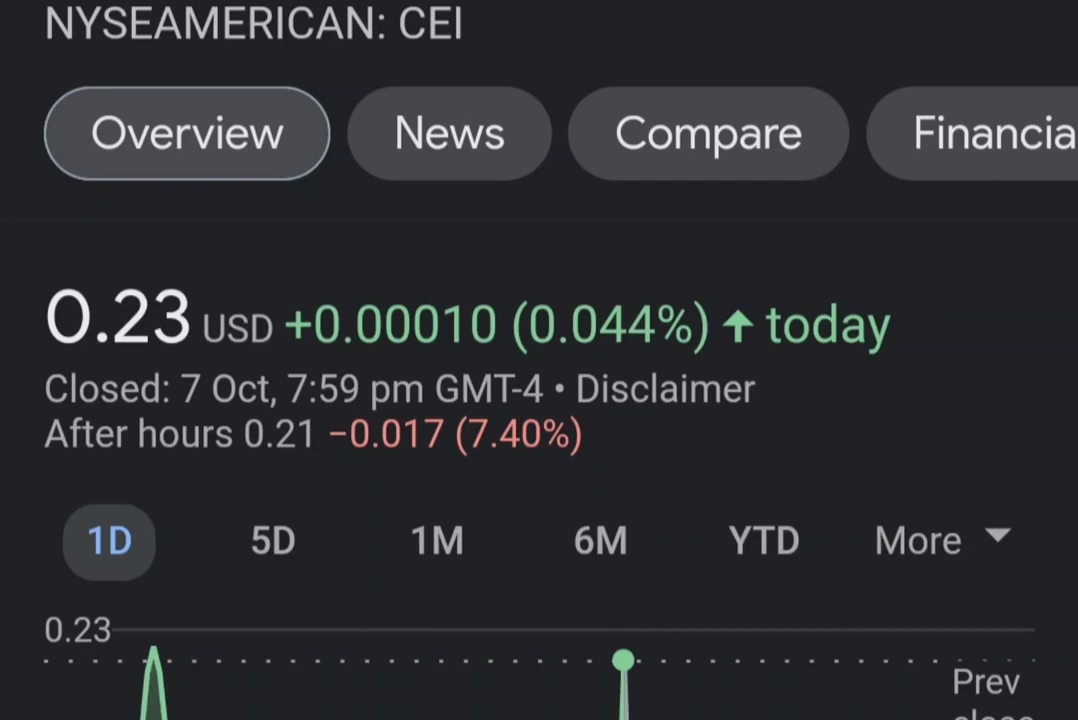 NYSEAMERICAN: CEI
Overview News Compare Financia
0.23 USD +0.00010 (0.044%) ↑ today
Closed: 7 Oct, 7:59 pm GMT-4 • Disclaimer
After hours 0.21 −0.017 (7.40%)
1D 5D 1M 6M YTD More
0.23
Prev
close